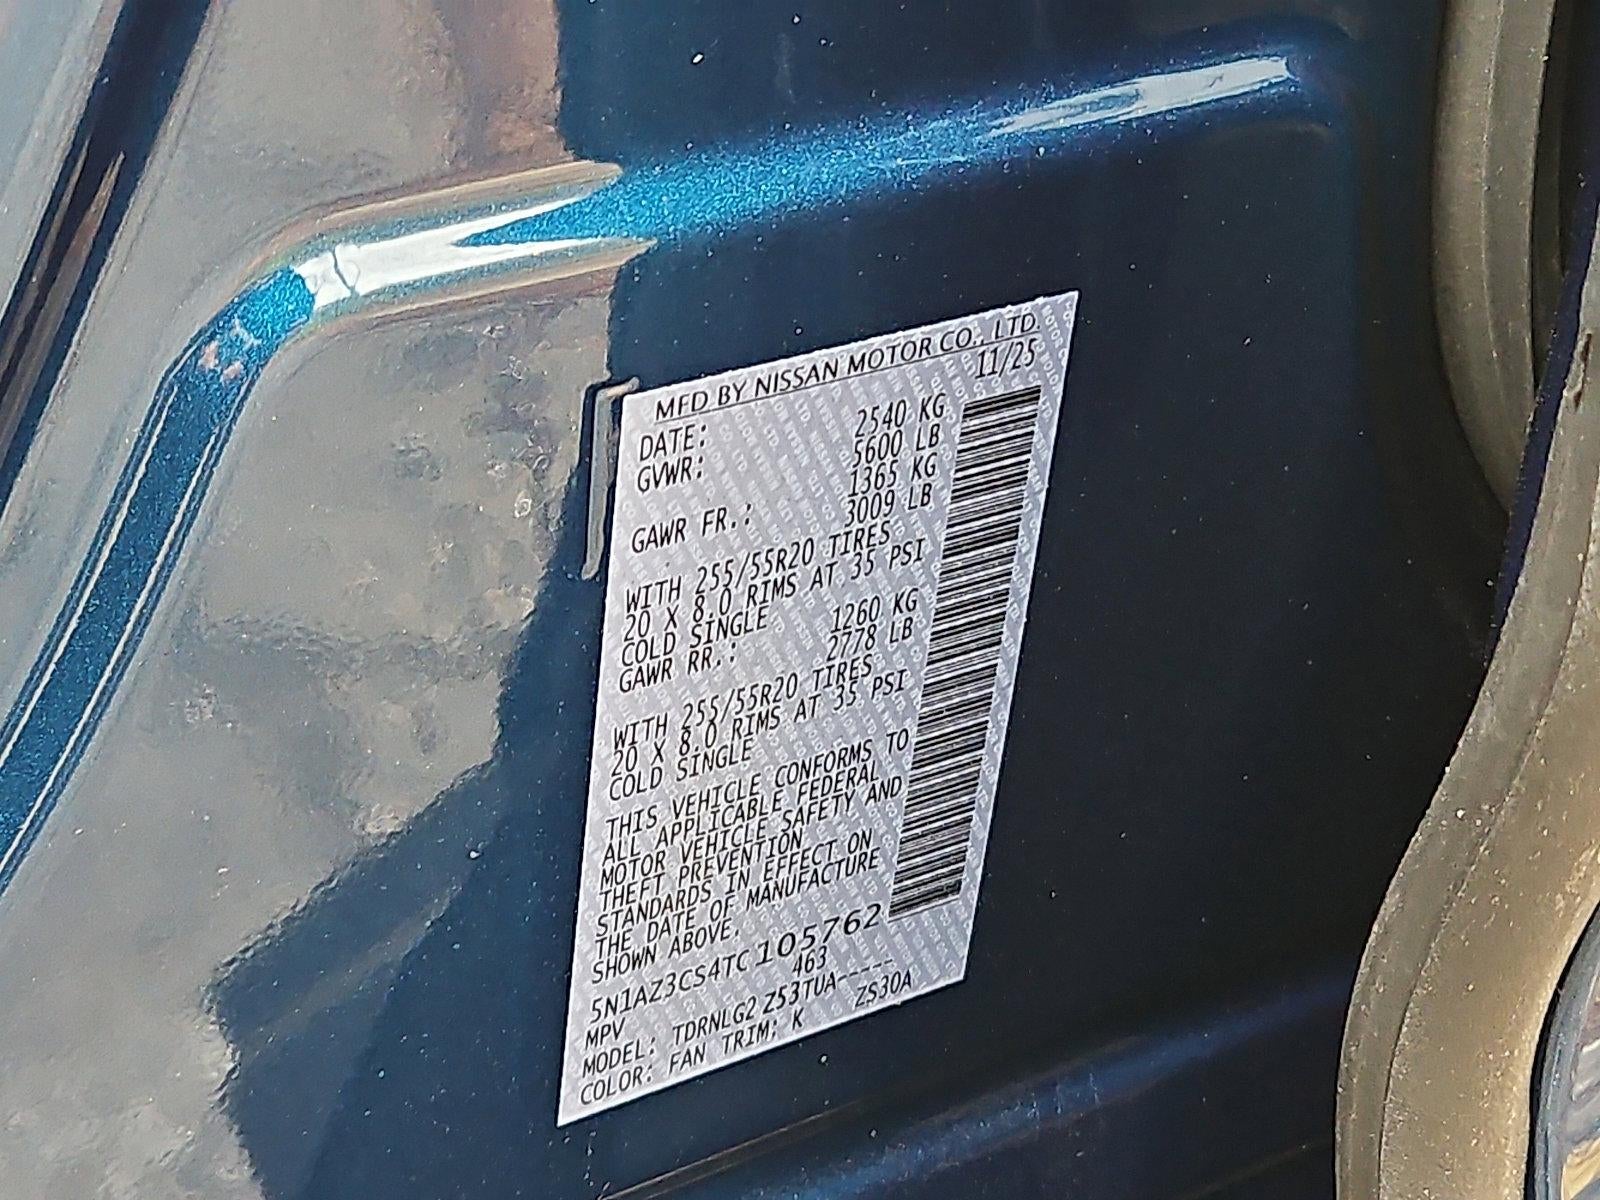 MFD BY NISSAN MOTOR CO., LTD.
DATE: 11/25
GVWR: 2540 KG
5600 LB
GAWR FR.: 1365 KG
3009 LB
WITH 255/55R20 TIRES
20 X 8.0 RIMS AT 35 PSI
COLD SINGLE
GAWR RR.: 1260 KG
2778 LB
WITH 255/55R20 TIRES
20 X 8.0 RIMS AT 35 PSI
COLD SINGLE
THIS VEHICLE CONFORMS TO
ALL APPLICABLE FEDERAL
MOTOR VEHICLE SAFETY AND
THEFT PREVENTION
STANDARDS IN EFFECT ON
THE DATE OF MANUFACTURE
SHOWN ABOVE.
5N1AZ3CS4TC105762
MPV 463
MODEL: TDRNLG2 Z53TUA-----
COLOR: FAN TRIM: K ZS30A